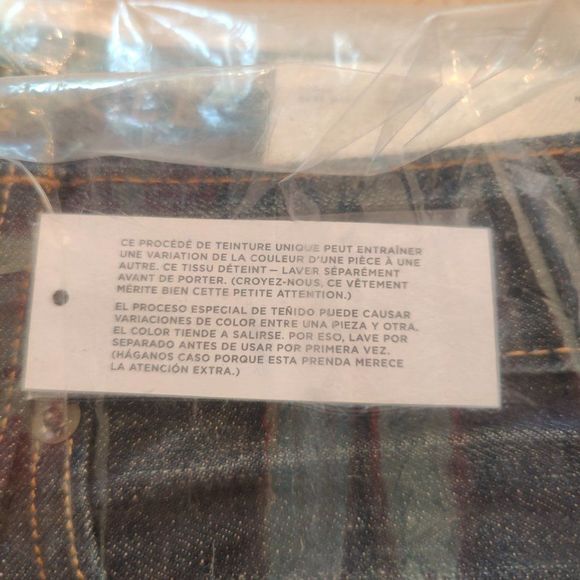 CE PROCÉDÉ DE TEINTURE UNIQUE PEUT ENTRAÎNER
UNE VARIATION DE LA COULEUR D'UNE PIÈCE À UNE
AUTRE. CE TISSU DÉTEINT — LAVER SÉPARÉMENT
AVANT DE PORTER. (CROYEZ-NOUS, CE VÊTEMENT
MÉRITE BIEN CETTE PETITE ATTENTION.)
EL PROCESO ESPECIAL DE TEÑIDO PUEDE CAUSAR
VARIACIONES DE COLOR ENTRE UNA PIEZA Y OTRA.
EL COLOR TIENDE A SALIRSE. POR ESO, LAVE POR
SEPARADO ANTES DE USAR POR PRIMERA VEZ.
(HÁGANOS CASO PORQUE ESTA PRENDA MERECE
LA ATENCIÓN EXTRA.)